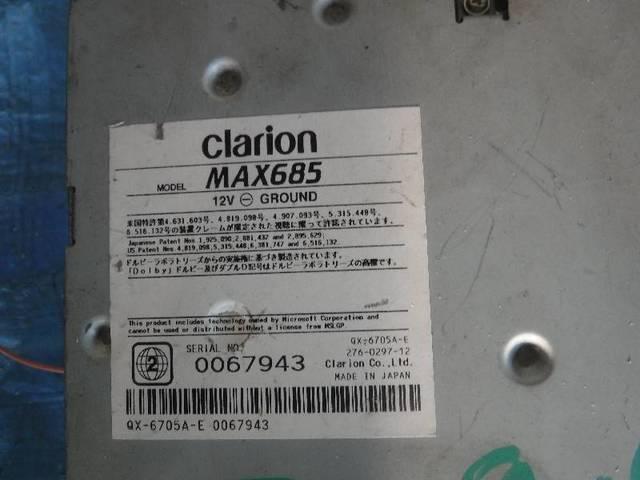 clarion
MODEL MAX685
12V ⊖ GROUND
米国特許第4,631,603号、4,819,098号、4,907,093号、5,315,448号、
6,516,132号の装置クレームが限定された視聴に限って許諾されています。
Japanese Patent Nos.1,925,090,2,081,432 and 2,895,629.
US Patent Nos.4,819,098,5,315,448,6,381,747 and 6,516,132.
ドルビーラボラトリーズからの実施権に基づき製造されています。
「Dolby」ドルビー及びダブルD記号はドルビーラボラトリーズの商標です。
This product includes technology owned by Microsoft Corporation and
cannot be used or distributed without a license from MSLGP.
2
SERIAL NO.
0067943
QX-6705A-E
276-0297-12
Clarion Co.,Ltd.
MADE IN JAPAN
QX-6705A-E 0067943